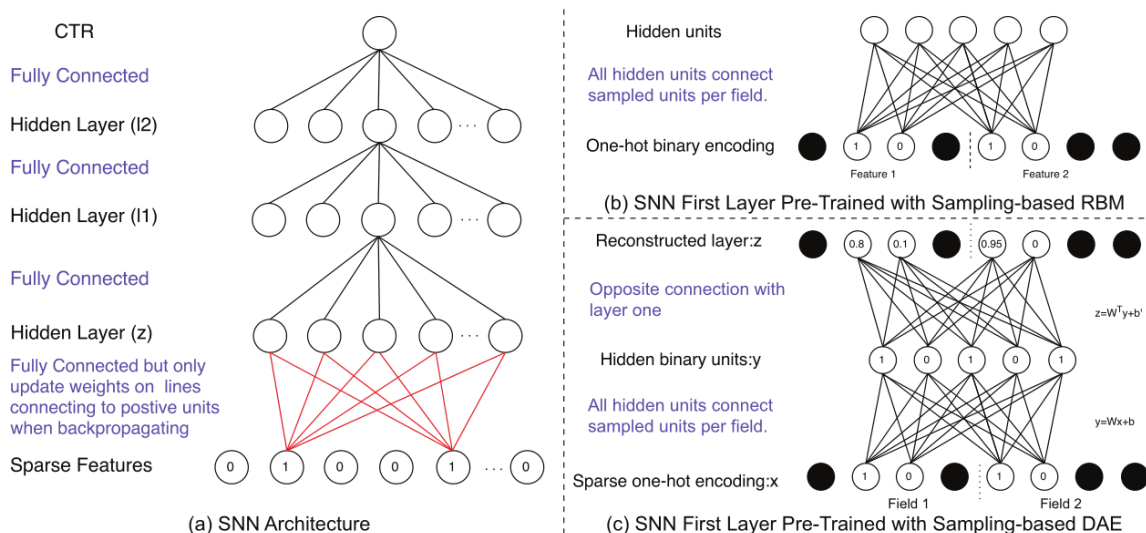 CTR
Fully Connected
Hidden Layer (l2)
. . .
Fully Connected
Hidden Layer (l1)
. . .
Fully Connected
Hidden Layer (z)
. . .
Fully Connected but only
update weights on lines
connecting to postive units
when backpropagating
Sparse Features
0 1 0 0 1 . . . 0
(a) SNN Architecture
Hidden units
All hidden units connect
sampled units per field.
One-hot binary encoding
1 0 1 0
Feature 1 Feature 2
(b) SNN First Layer Pre-Trained with Sampling-based RBM
Reconstructed layer:z
0.8 0.1 0.95 0
Opposite connection with
layer one
z=W^T y+b'
Hidden binary units:y
1 0 1 0 1
All hidden units connect
sampled units per field.
y=Wx+b
Sparse one-hot encoding:x
1 0 1 0
Field 1 Field 2
(c) SNN First Layer Pre-Trained with Sampling-based DAE